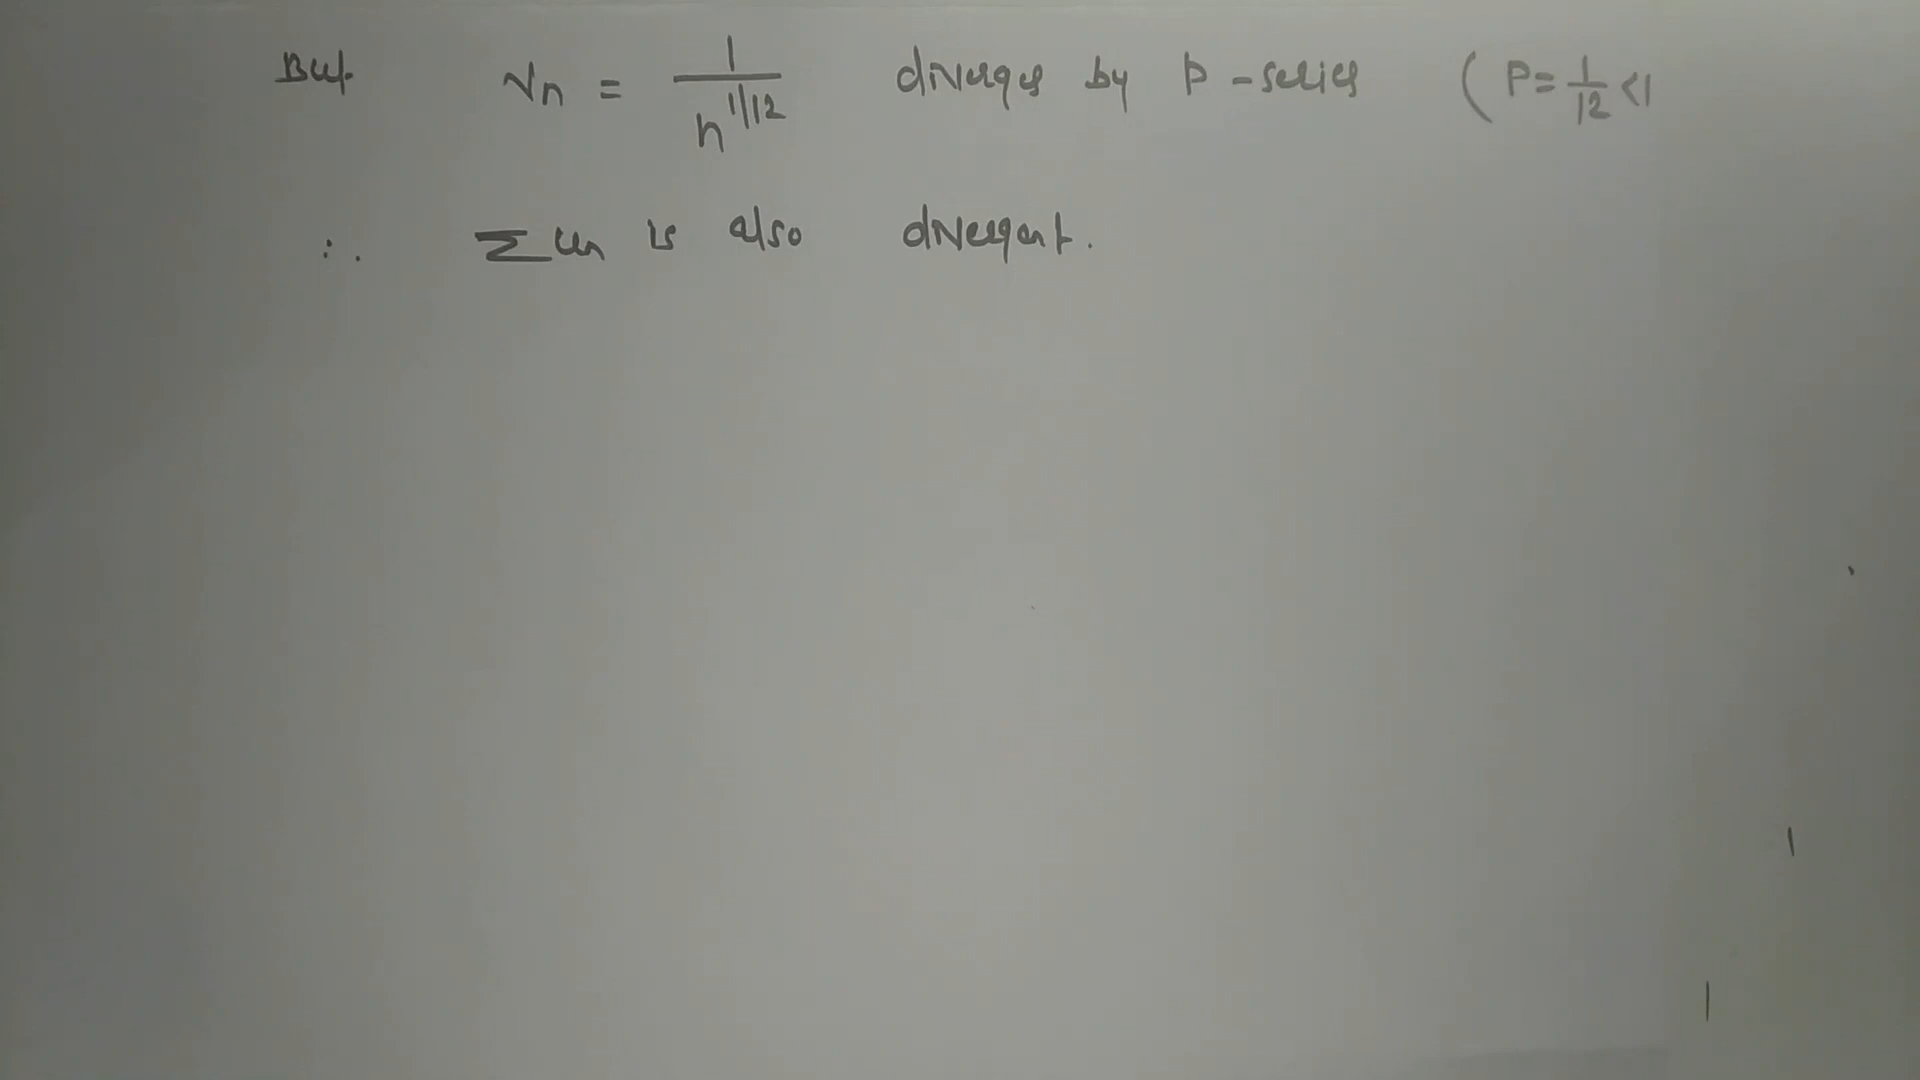 But Vn = 1/n^1/12 diverges by P-series (P=1/12<1
∴ Σun is also divergent.